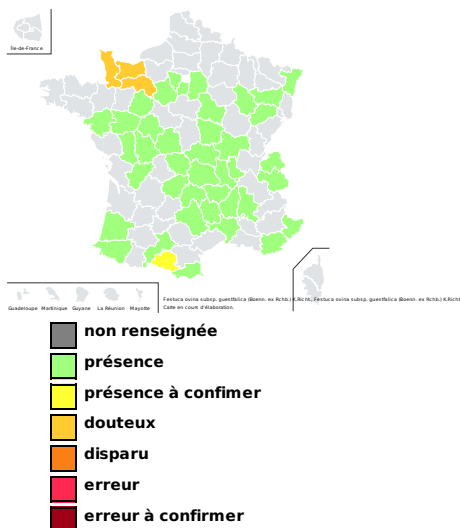 Île-de-France
Guadeloupe Martinique Guyane La Réunion Mayotte
Festuca ovina subsp. guestfalica (Boenn. ex Rchb.) K.Richt., Festuca ovina subsp. guestfalica (Boenn. ex Rchb.) K.Richt
Carte en cours d'élaboration.
non renseignée
présence
présence à confimer
douteux
disparu
erreur
erreur à confirmer